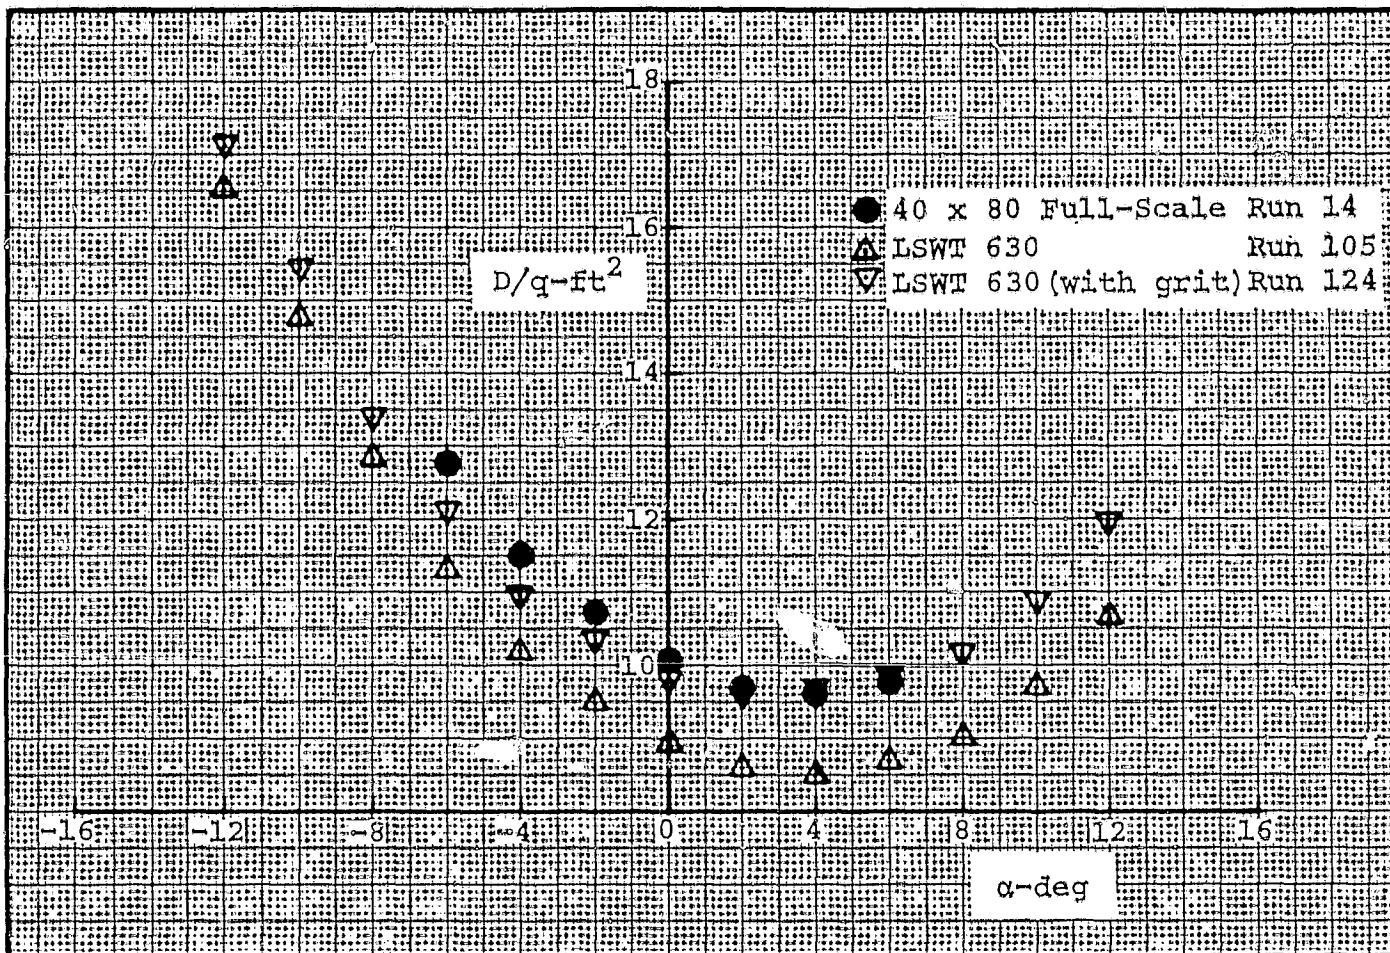 18
● 40 x 80 Full-Scale Run 14
16
△ LSWT 630 Run 105
D/q-ft²
▽ LSWT 630 (with grit) Run 124
14
12
10
-16 -12 -8 -4 0 4 8 12 16
α-deg